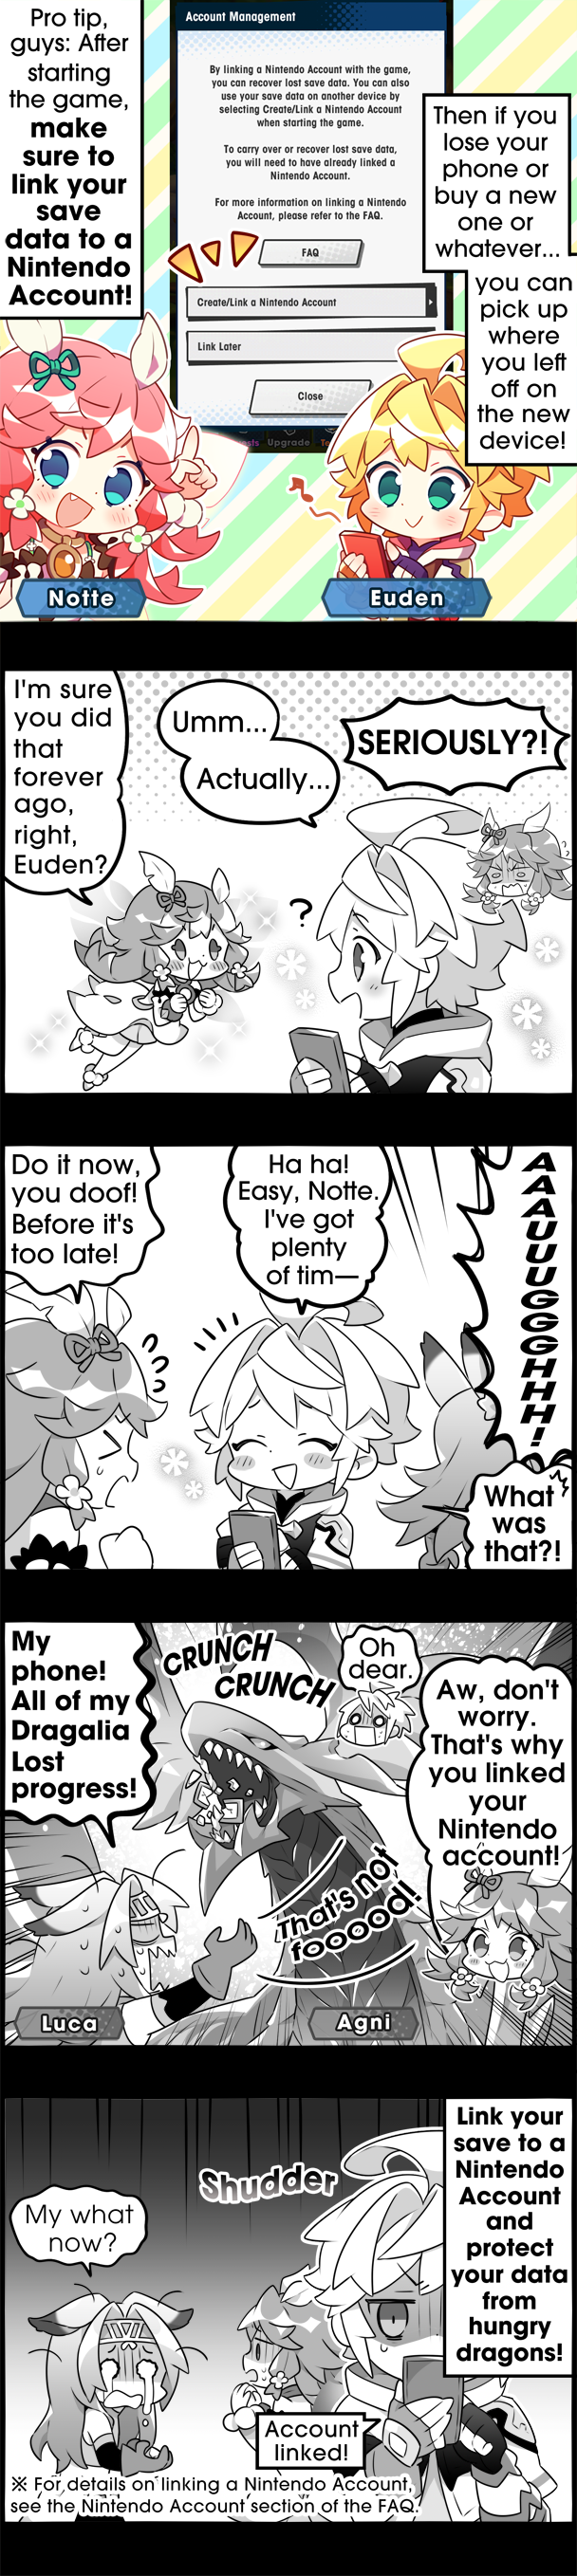 Pro tip,
guys: After
starting
the game,
make
sure to
link your
save
data to a
Nintendo
Account!
Account Management
By linking a Nintendo Account with the game,
you can recover lost save data. You can also
use your save data on another device by
selecting Create/Link a Nintendo Account
when starting the game.
To carry over or recover lost save data,
you will need to have already linked a
Nintendo Account.
For more information on linking a Nintendo
Account, please refer to the FAQ.
FAQ
Create/Link a Nintendo Account
Link Later
Close
Upgrade
Then if you
lose your
phone or
buy a new
one or
whatever...
you can
pick up
where
you left
off on
the new
device!
Notte
Euden
I'm sure
you did
that
forever
ago,
right,
Euden?
?
Umm...
Actually...
SERIOUSLY?!
Do it now,
you doof!
Before it's
too late!
Ha ha!
Easy, Notte.
I've got
plenty
of tim—
AAAUUUGGGHHH!
What
was
that?!
My
phone!
All of my
Dragalia
Lost
progress!
CRUNCH
CRUNCH
Oh
dear.
Aw, don't
worry.
That's why
you linked
your
Nintendo
account!
That's not
fooood!
Luca
Agni
My what
now?
Shudder
Link your
save to a
Nintendo
Account
and
protect
your data
from
hungry
dragons!
Account
linked!
※ For details on linking a Nintendo Account,
see the Nintendo Account section of the FAQ.